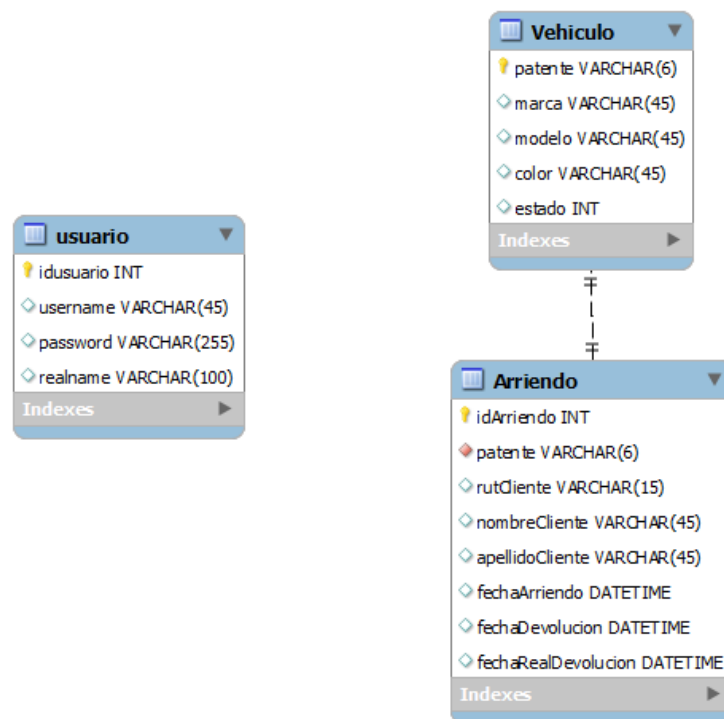 Vehiculo
patente VARCHAR(6)
marca VARCHAR(45)
modelo VARCHAR(45)
color VARCHAR(45)
estado INT
Indexes
usuario
idusuario INT
username VARCHAR(45)
password VARCHAR(255)
realname VARCHAR(100)
Indexes
Arriendo
idArriendo INT
patente VARCHAR(6)
rutCliente VARCHAR(15)
nombreCliente VARCHAR(45)
apellidoCliente VARCHAR(45)
fechaArriendo DATETIME
fechaDevolucion DATETIME
fechaRealDevolucion DATETIME
Indexes